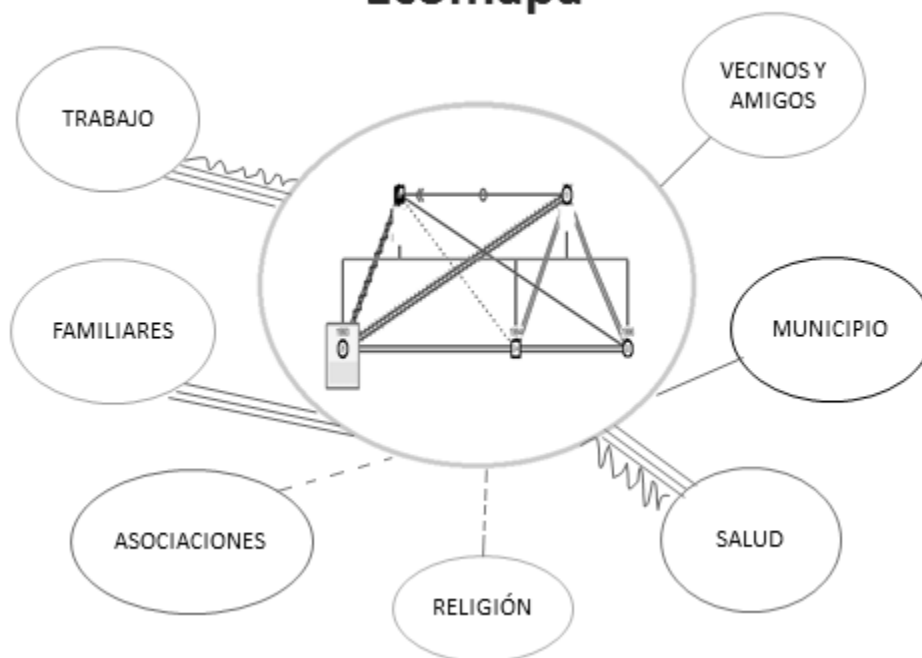 Ecomapa
TRABAJO
VECINOS Y
AMIGOS
FAMILIARES
MUNICIPIO
ASOCIACIONES
SALUD
RELIGIÓN